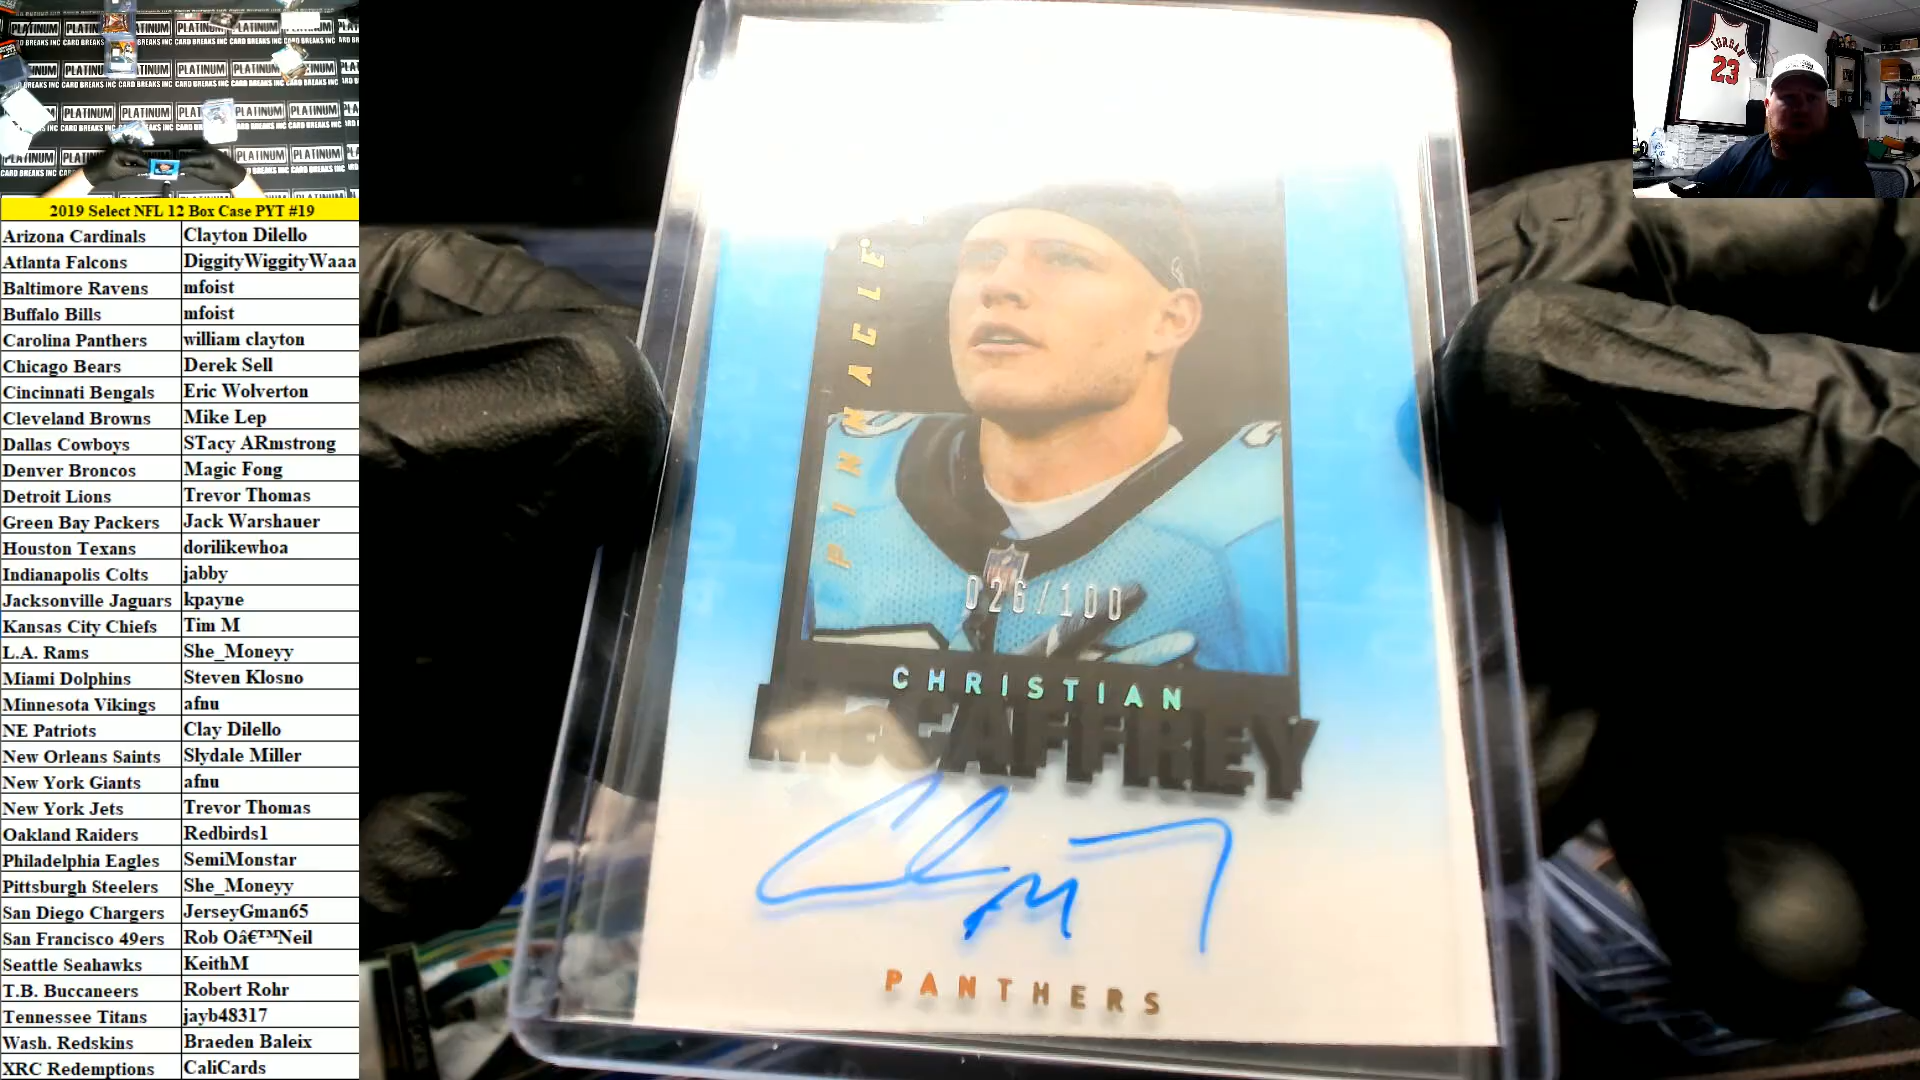 PLATINUM
CARD BREAKS INC
JORDAN
23
2019 Select NFL 12 Box Case PYT #19
Arizona Cardinals Clayton Dilello
Atlanta Falcons DiggityWiggityWaaa
Baltimore Ravens mfoist
Buffalo Bills mfoist
Carolina Panthers william clayton
Chicago Bears Derek Sell
Cincinnati Bengals Eric Wolverton
Cleveland Browns Mike Lep
Dallas Cowboys STacy ARmstrong
Denver Broncos Magic Fong
Detroit Lions Trevor Thomas
Green Bay Packers Jack Warshauer
Houston Texans dorilikewhoa
Indianapolis Colts jabby
Jacksonville Jaguars kpayne
Kansas City Chiefs Tim M
L.A. Rams She_Moneyy
Miami Dolphins Steven Klosno
Minnesota Vikings afnu
NE Patriots Clay Dilello
New Orleans Saints Slydale Miller
New York Giants afnu
New York Jets Trevor Thomas
Oakland Raiders Redbirds1
Philadelphia Eagles SemiMonstar
Pittsburgh Steelers She_Moneyy
San Diego Chargers JerseyGman65
San Francisco 49ers Rob Oâ€™Neil
Seattle Seahawks KeithM
T.B. Buccaneers Robert Rohr
Tennessee Titans jayb48317
Wash. Redskins Braeden Baleix
XRC Redemptions CaliCards
PINNACLE
026/100
CHRISTIAN
McCAFFREY
PANTHERS